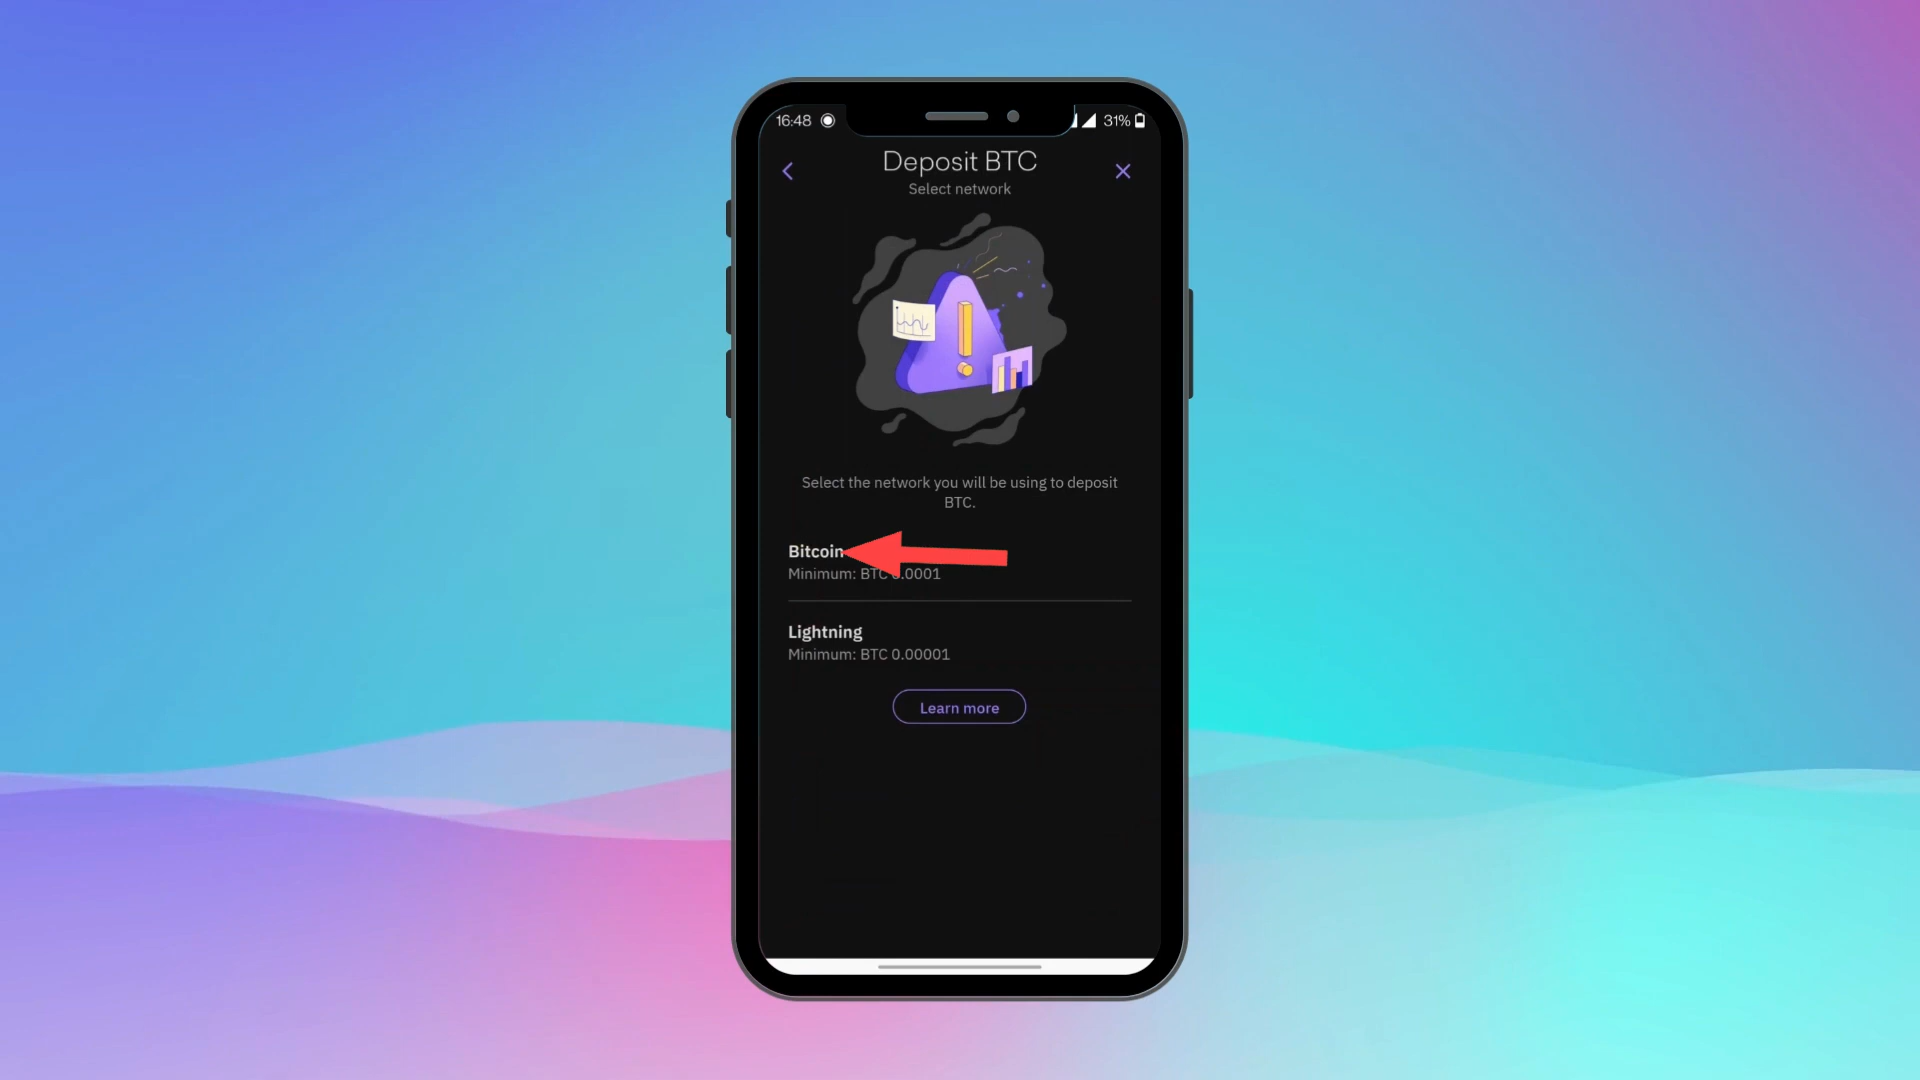 16:48
31%
Deposit BTC
Select network
Select the network you will be using to deposit
BTC.
Bitcoin
Minimum: BTC 0.0001
Lightning
Minimum: BTC 0.00001
Learn more